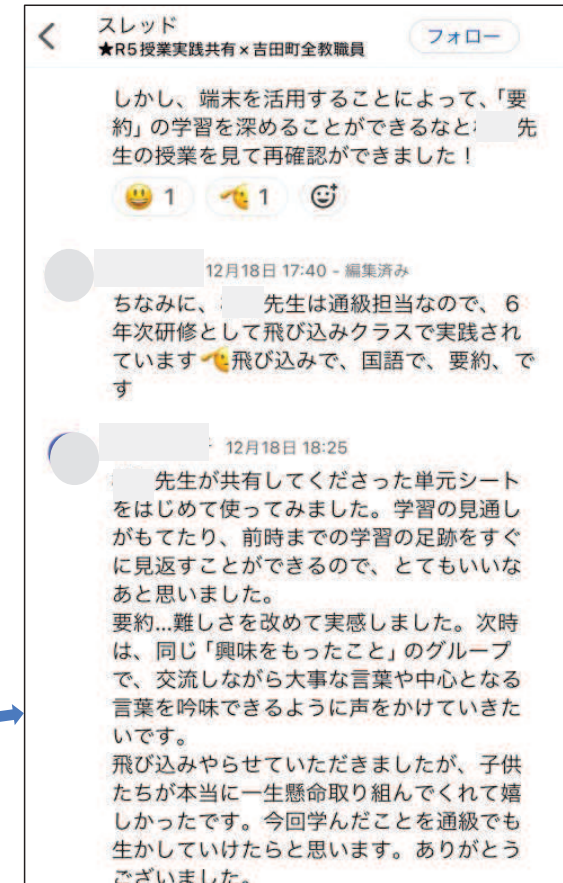 スレッド
★R5授業実践共有×吉田町全教職員
フォロー
しかし、端末を活用することによって、「要
約」の学習を深めることができるなと 先
生の授業を見て再確認ができました！
😃 1 🫡 1
12月18日 17:40 - 編集済み
ちなみに、 先生は通級担当なので、６
年次研修として飛び込みクラスで実践され
ています🫡飛び込みで、国語で、要約、で
す
12月18日 18:25
先生が共有してくださった単元シート
をはじめて使ってみました。学習の見通し
がもてたり、前時までの学習の足跡をすぐ
に見返すことができるので、とてもいいな
あと思いました。
要約...難しさを改めて実感しました。次時
は、同じ「興味をもったこと」のグループ
で、交流しながら大事な言葉や中心となる
言葉を吟味できるように声をかけていきた
いです。
飛び込みやらせていただきましたが、子供
たちが本当に一生懸命取り組んでくれて嬉
しかったです。今回学んだことを通級でも
生かしていけたらと思います。ありがとう
ございました。